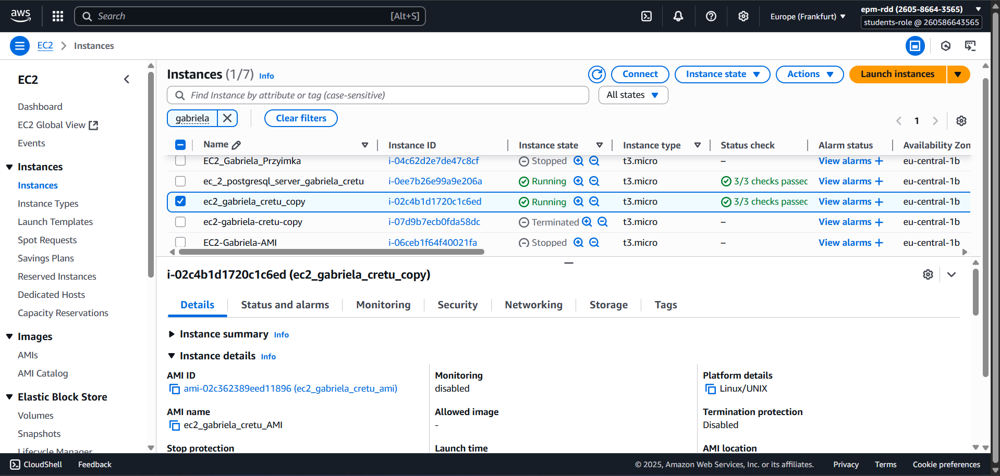 aws
Search [Alt+S]
Europe (Frankfurt)
epm-rdd (2605-8664-3565)
students-role @ 260586643565
EC2 Instances
EC2
Dashboard
EC2 Global View
Events
Instances
Instances
Instance Types
Launch Templates
Spot Requests
Savings Plans
Reserved Instances
Dedicated Hosts
Capacity Reservations
Images
AMIs
AMI Catalog
Elastic Block Store
Volumes
Snapshots
Lifecycle Manager
Instances (1/7) Info
Connect Instance state Actions Launch instances
Find Instance by attribute or tag (case-sensitive) All states
gabriela Clear filters
1
Name Instance ID Instance state Instance type Status check Alarm status Availability Zon
EC2_Gabriela_Przyimka i-04c62d2e7de47c8cf Stopped t3.micro – View alarms + eu-central-1b
ec_2_postgresql_server_gabriela_cretu i-0ee7b26e99a9e206a Running t3.micro 3/3 checks passec View alarms + eu-central-1b
ec2_gabriela_cretu_copy i-02c4b1d1720c1c6ed Running t3.micro 3/3 checks passec View alarms + eu-central-1b
ec2-gabriela-cretu-copy i-07d9b7ecb0fda58dc Terminated t3.micro – View alarms + eu-central-1b
EC2-Gabriela-AMI i-06ceb1f64f40021fa Stopped t3.micro – View alarms + eu-central-1b
i-02c4b1d1720c1c6ed (ec2_gabriela_cretu_copy)
Details Status and alarms Monitoring Security Networking Storage Tags
Instance summary Info
Instance details Info
AMI ID
ami-02c362389eed11896 (ec2_gabriela_cretu_ami)
AMI name
ec2_gabriela_cretu_AMI
Stop protection
Monitoring
disabled
Allowed image
-
Launch time
Platform details
Linux/UNIX
Termination protection
Disabled
AMI location
CloudShell Feedback © 2025, Amazon Web Services, Inc. or its affiliates. Privacy Terms Cookie preferences